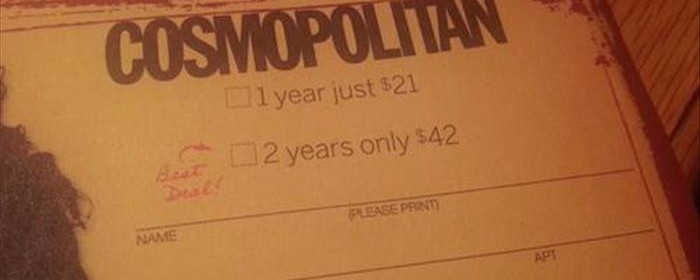 COSMOPOLITAN
1 year just $21
2 years only $42
Best
Deal!
(PLEASE PRINT)
NAME
APT